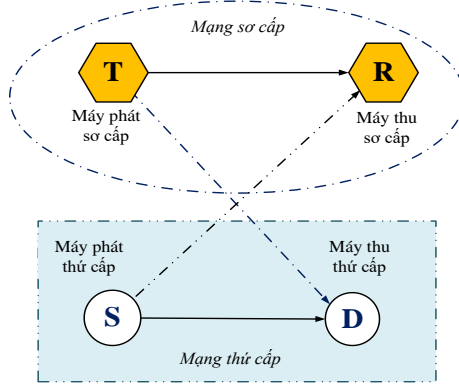 Mạng sơ cấp
T
R
Máy phát
sơ cấp
Máy thu
sơ cấp
Máy phát
thứ cấp
Máy thu
thứ cấp
S
D
Mạng thứ cấp